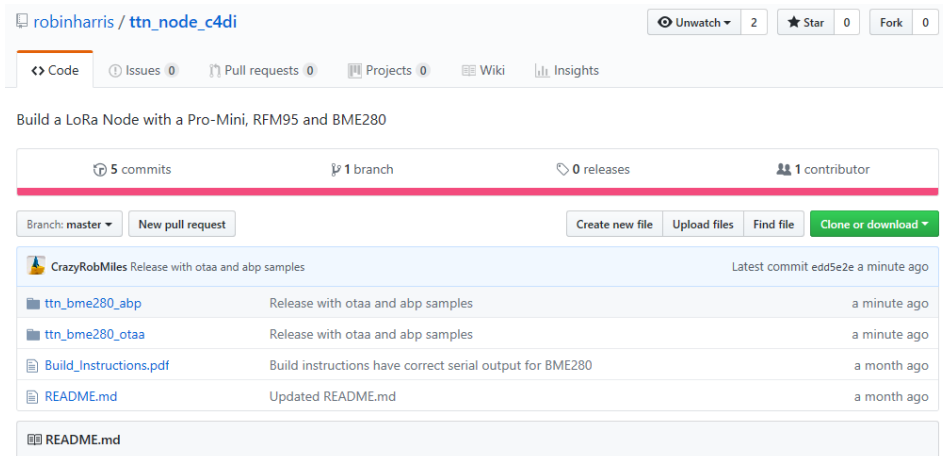 robinharris / ttn_node_c4di
Unwatch 2 Star 0 Fork 0
Code Issues 0 Pull requests 0 Projects 0 Wiki Insights
Build a LoRa Node with a Pro-Mini, RFM95 and BME280
5 commits 1 branch 0 releases 1 contributor
Branch: master New pull request Create new file Upload files Find file Clone or download
CrazyRobMiles Release with otaa and abp samples Latest commit edd5e2e a minute ago
ttn_bme280_abp Release with otaa and abp samples a minute ago
ttn_bme280_otaa Release with otaa and abp samples a minute ago
Build_Instructions.pdf Build instructions have correct serial output for BME280 a month ago
README.md Updated README.md a month ago
README.md